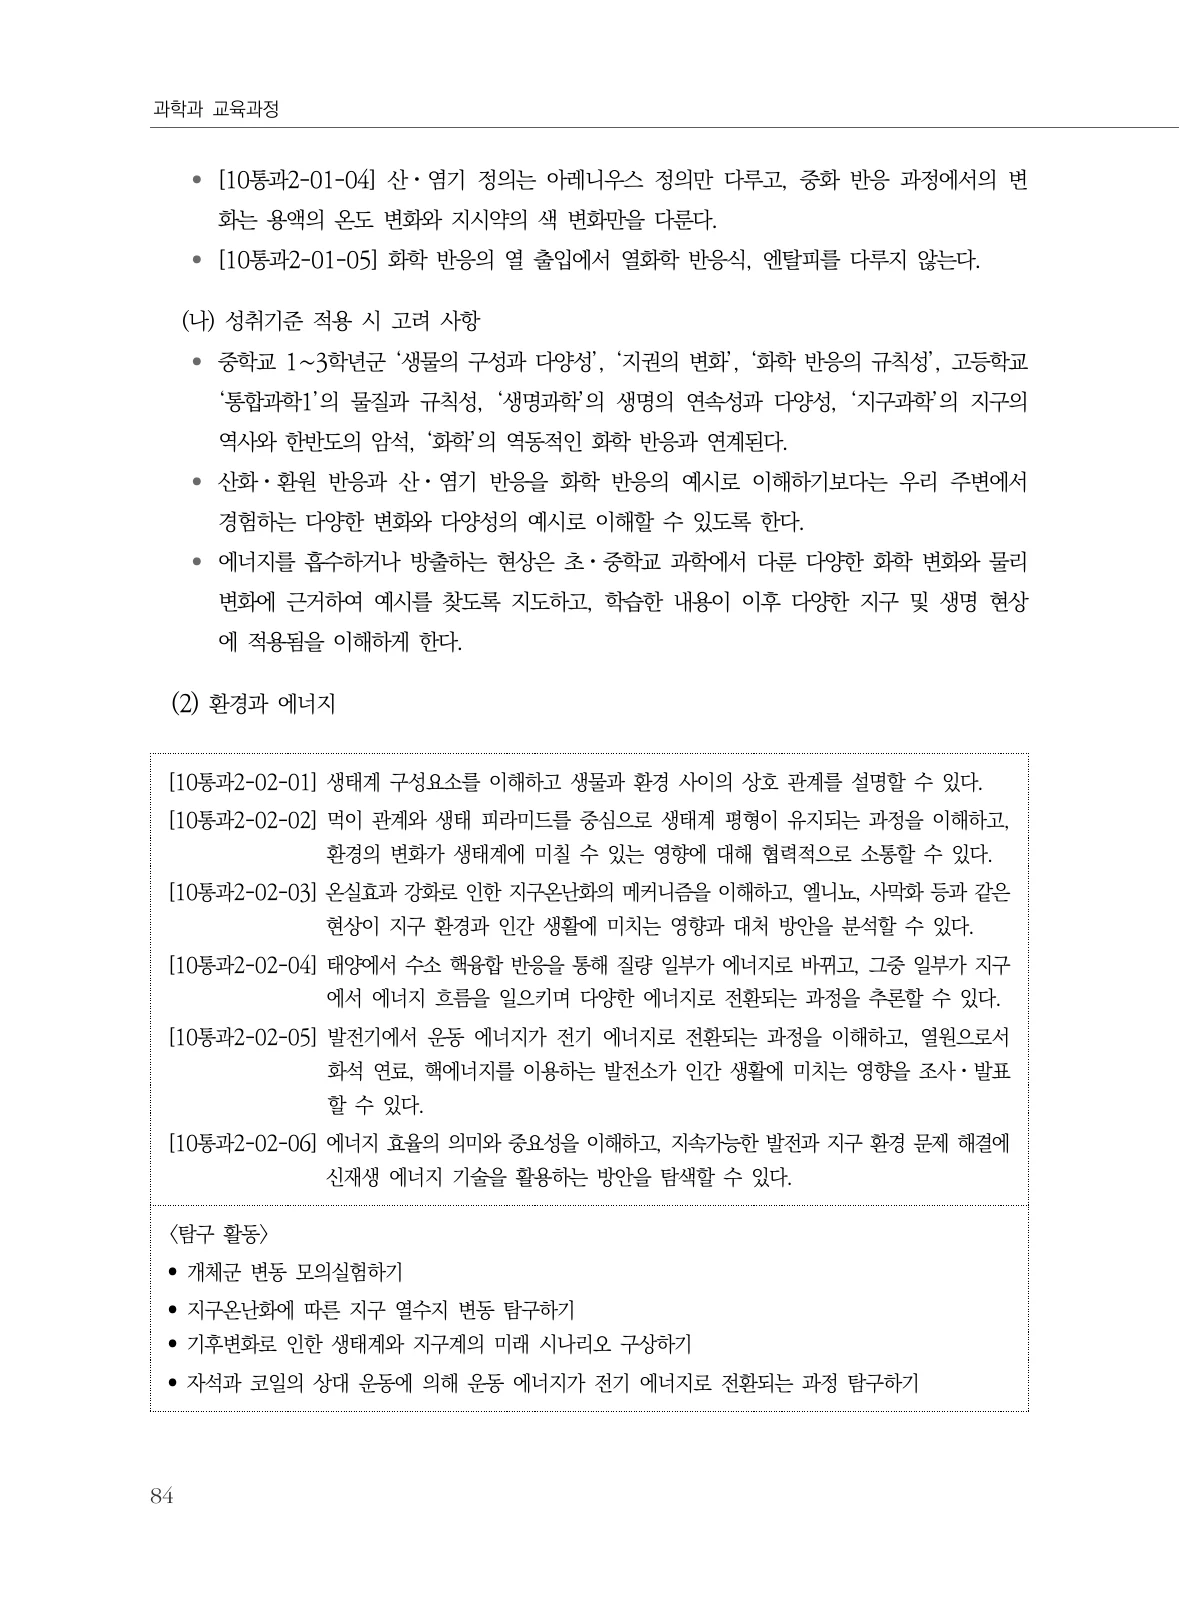 과학과 교육과정
• [10통과2-01-04] 산·염기 정의는 아레니우스 정의만 다루고, 중화 반응 과정에서의 변
화는 용액의 온도 변화와 지시약의 색 변화만을 다룬다.
• [10통과2-01-05] 화학 반응의 열 출입에서 열화학 반응식, 엔탈피를 다루지 않는다.
(나) 성취기준 적용 시 고려 사항
• 중학교 1~3학년군 ‘생물의 구성과 다양성’, ‘지권의 변화’, ‘화학 반응의 규칙성’, 고등학교
‘통합과학1’의 물질과 규칙성, ‘생명과학’의 생명의 연속성과 다양성, ‘지구과학’의 지구의
역사와 한반도의 암석, ‘화학’의 역동적인 화학 반응과 연계된다.
• 산화·환원 반응과 산·염기 반응을 화학 반응의 예시로 이해하기보다는 우리 주변에서
경험하는 다양한 변화와 다양성의 예시로 이해할 수 있도록 한다.
• 에너지를 흡수하거나 방출하는 현상은 초·중학교 과학에서 다룬 다양한 화학 변화와 물리
변화에 근거하여 예시를 찾도록 지도하고, 학습한 내용이 이후 다양한 지구 및 생명 현상
에 적용됨을 이해하게 한다.
(2) 환경과 에너지
[10통과2-02-01] 생태계 구성요소를 이해하고 생물과 환경 사이의 상호 관계를 설명할 수 있다.
[10통과2-02-02] 먹이 관계와 생태 피라미드를 중심으로 생태계 평형이 유지되는 과정을 이해하고,
환경의 변화가 생태계에 미칠 수 있는 영향에 대해 협력적으로 소통할 수 있다.
[10통과2-02-03] 온실효과 강화로 인한 지구온난화의 메커니즘을 이해하고, 엘니뇨, 사막화 등과 같은
현상이 지구 환경과 인간 생활에 미치는 영향과 대처 방안을 분석할 수 있다.
[10통과2-02-04] 태양에서 수소 핵융합 반응을 통해 질량 일부가 에너지로 바뀌고, 그중 일부가 지구
에서 에너지 흐름을 일으키며 다양한 에너지로 전환되는 과정을 추론할 수 있다.
[10통과2-02-05] 발전기에서 운동 에너지가 전기 에너지로 전환되는 과정을 이해하고, 열원으로서
화석 연료, 핵에너지를 이용하는 발전소가 인간 생활에 미치는 영향을 조사·발표
할 수 있다.
[10통과2-02-06] 에너지 효율의 의미와 중요성을 이해하고, 지속가능한 발전과 지구 환경 문제 해결에
신재생 에너지 기술을 활용하는 방안을 탐색할 수 있다.
〈탐구 활동〉
• 개체군 변동 모의실험하기
• 지구온난화에 따른 지구 열수지 변동 탐구하기
• 기후변화로 인한 생태계와 지구계의 미래 시나리오 구상하기
• 자석과 코일의 상대 운동에 의해 운동 에너지가 전기 에너지로 전환되는 과정 탐구하기
84